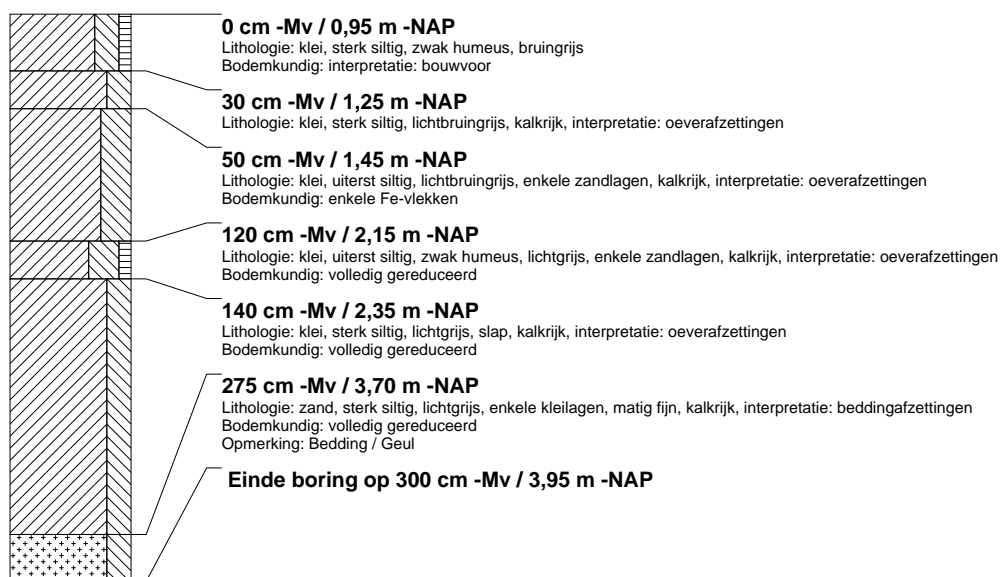 0 cm -Mv / 0,95 m -NAP
Lithologie: klei, sterk siltig, zwak humeus, bruingrijs
Bodemkundig: interpretatie: bouwvoor
30 cm -Mv / 1,25 m -NAP
Lithologie: klei, sterk siltig, lichtbruingrijs, kalkrijk, interpretatie: oeverafzettingen
50 cm -Mv / 1,45 m -NAP
Lithologie: klei, uiterst siltig, lichtbruingrijs, enkele zandlagen, kalkrijk, interpretatie: oeverafzettingen
Bodemkundig: enkele Fe-vlekken
120 cm -Mv / 2,15 m -NAP
Lithologie: klei, uiterst siltig, zwak humeus, lichtgrijs, enkele zandlagen, kalkrijk, interpretatie: oeverafzettingen
Bodemkundig: volledig gereduceerd
140 cm -Mv / 2,35 m -NAP
Lithologie: klei, sterk siltig, lichtgrijs, slap, kalkrijk, interpretatie: oeverafzettingen
Bodemkundig: volledig gereduceerd
275 cm -Mv / 3,70 m -NAP
Lithologie: zand, sterk siltig, lichtgrijs, enkele kleilagen, matig fijn, kalkrijk, interpretatie: beddingafzettingen
Bodemkundig: volledig gereduceerd
Opmerking: Bedding / Geul
Einde boring op 300 cm -Mv / 3,95 m -NAP